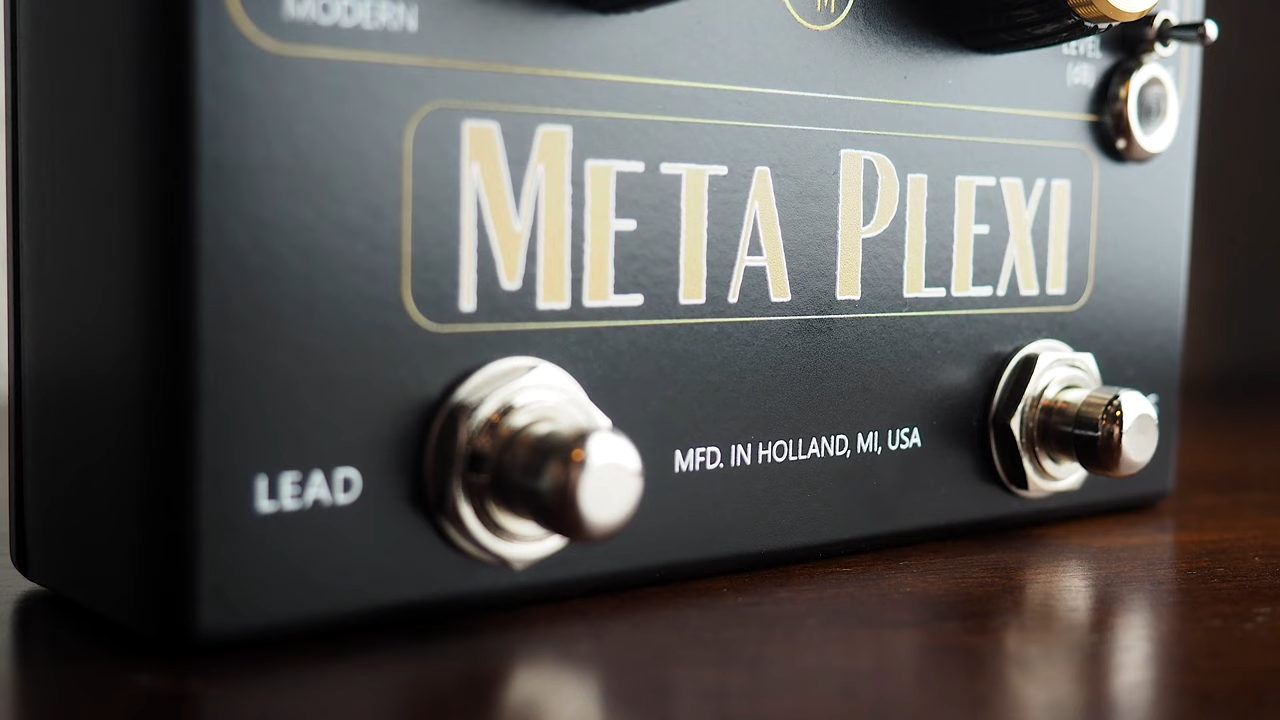 MODERN
M
LEVEL
META PLEXI
MFD. IN HOLLAND, MI, USA
LEAD